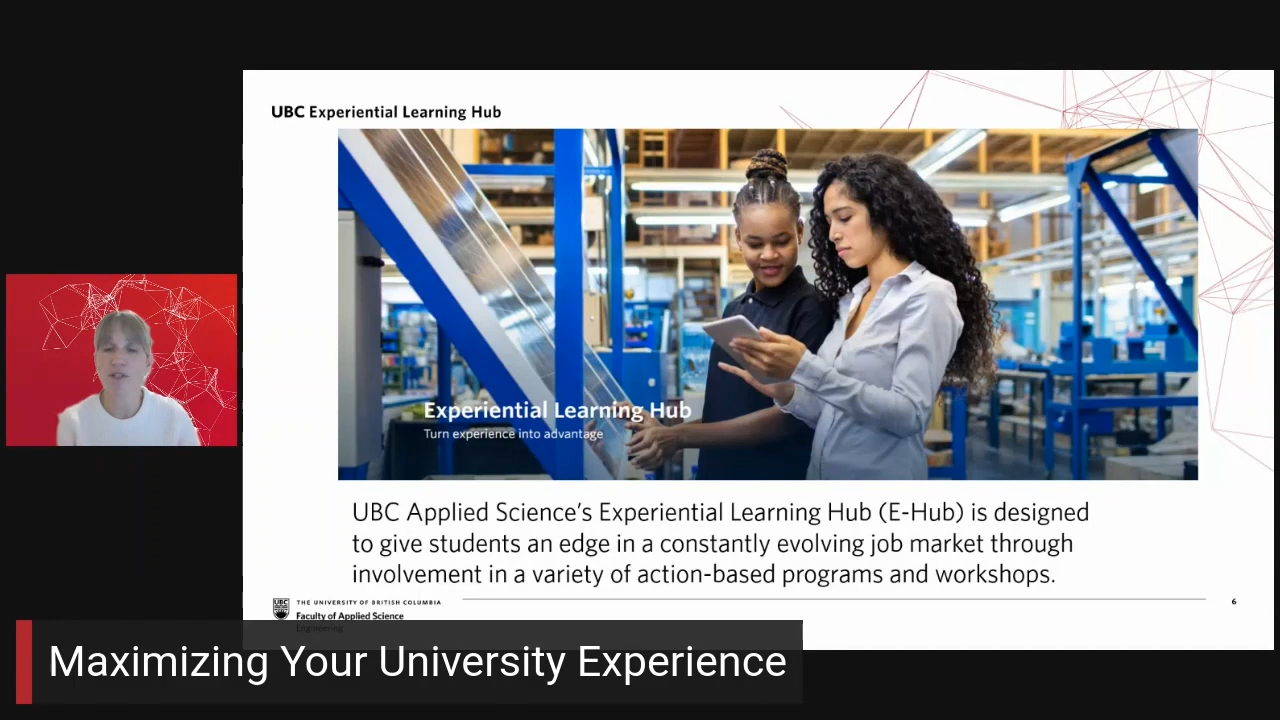 UBC Experiential Learning Hub
Experiential Learning Hub
Turn experience into advantage
UBC Applied Science's Experiential Learning Hub (E-Hub) is designed
to give students an edge in a constantly evolving job market through
involvement in a variety of action-based programs and workshops.
UBC
THE UNIVERSITY OF BRITISH COLUMBIA
6
Faculty of Applied Science
Engineering
Maximizing Your University Experience